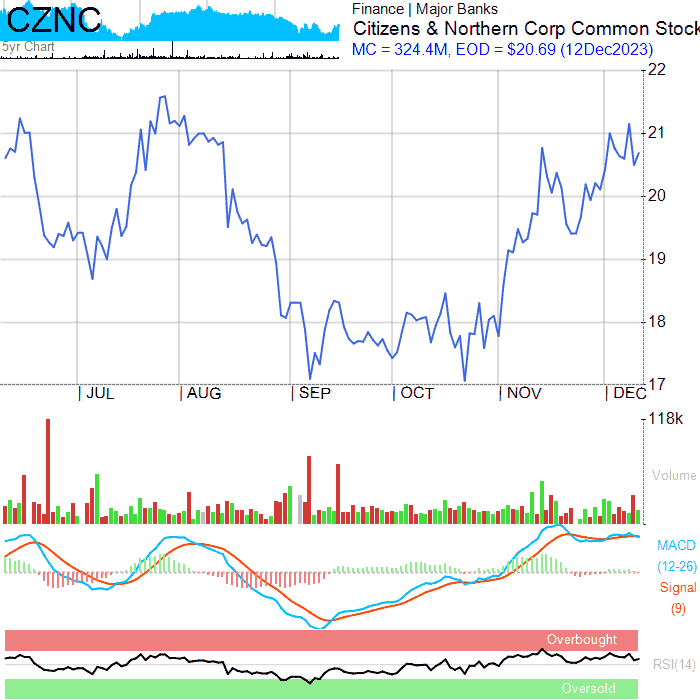 CZNC
5yr Chart
Finance | Major Banks
Citizens & Northern Corp Common Stock
MC = 324.4M, EOD = $20.69 (12Dec2023)
22
21
20
19
18
17
| JUL | AUG | SEP | OCT | NOV | DEC
118k
Volume
MACD
(12-26)
Signal
(9)
Overbought
RSI(14)
Oversold